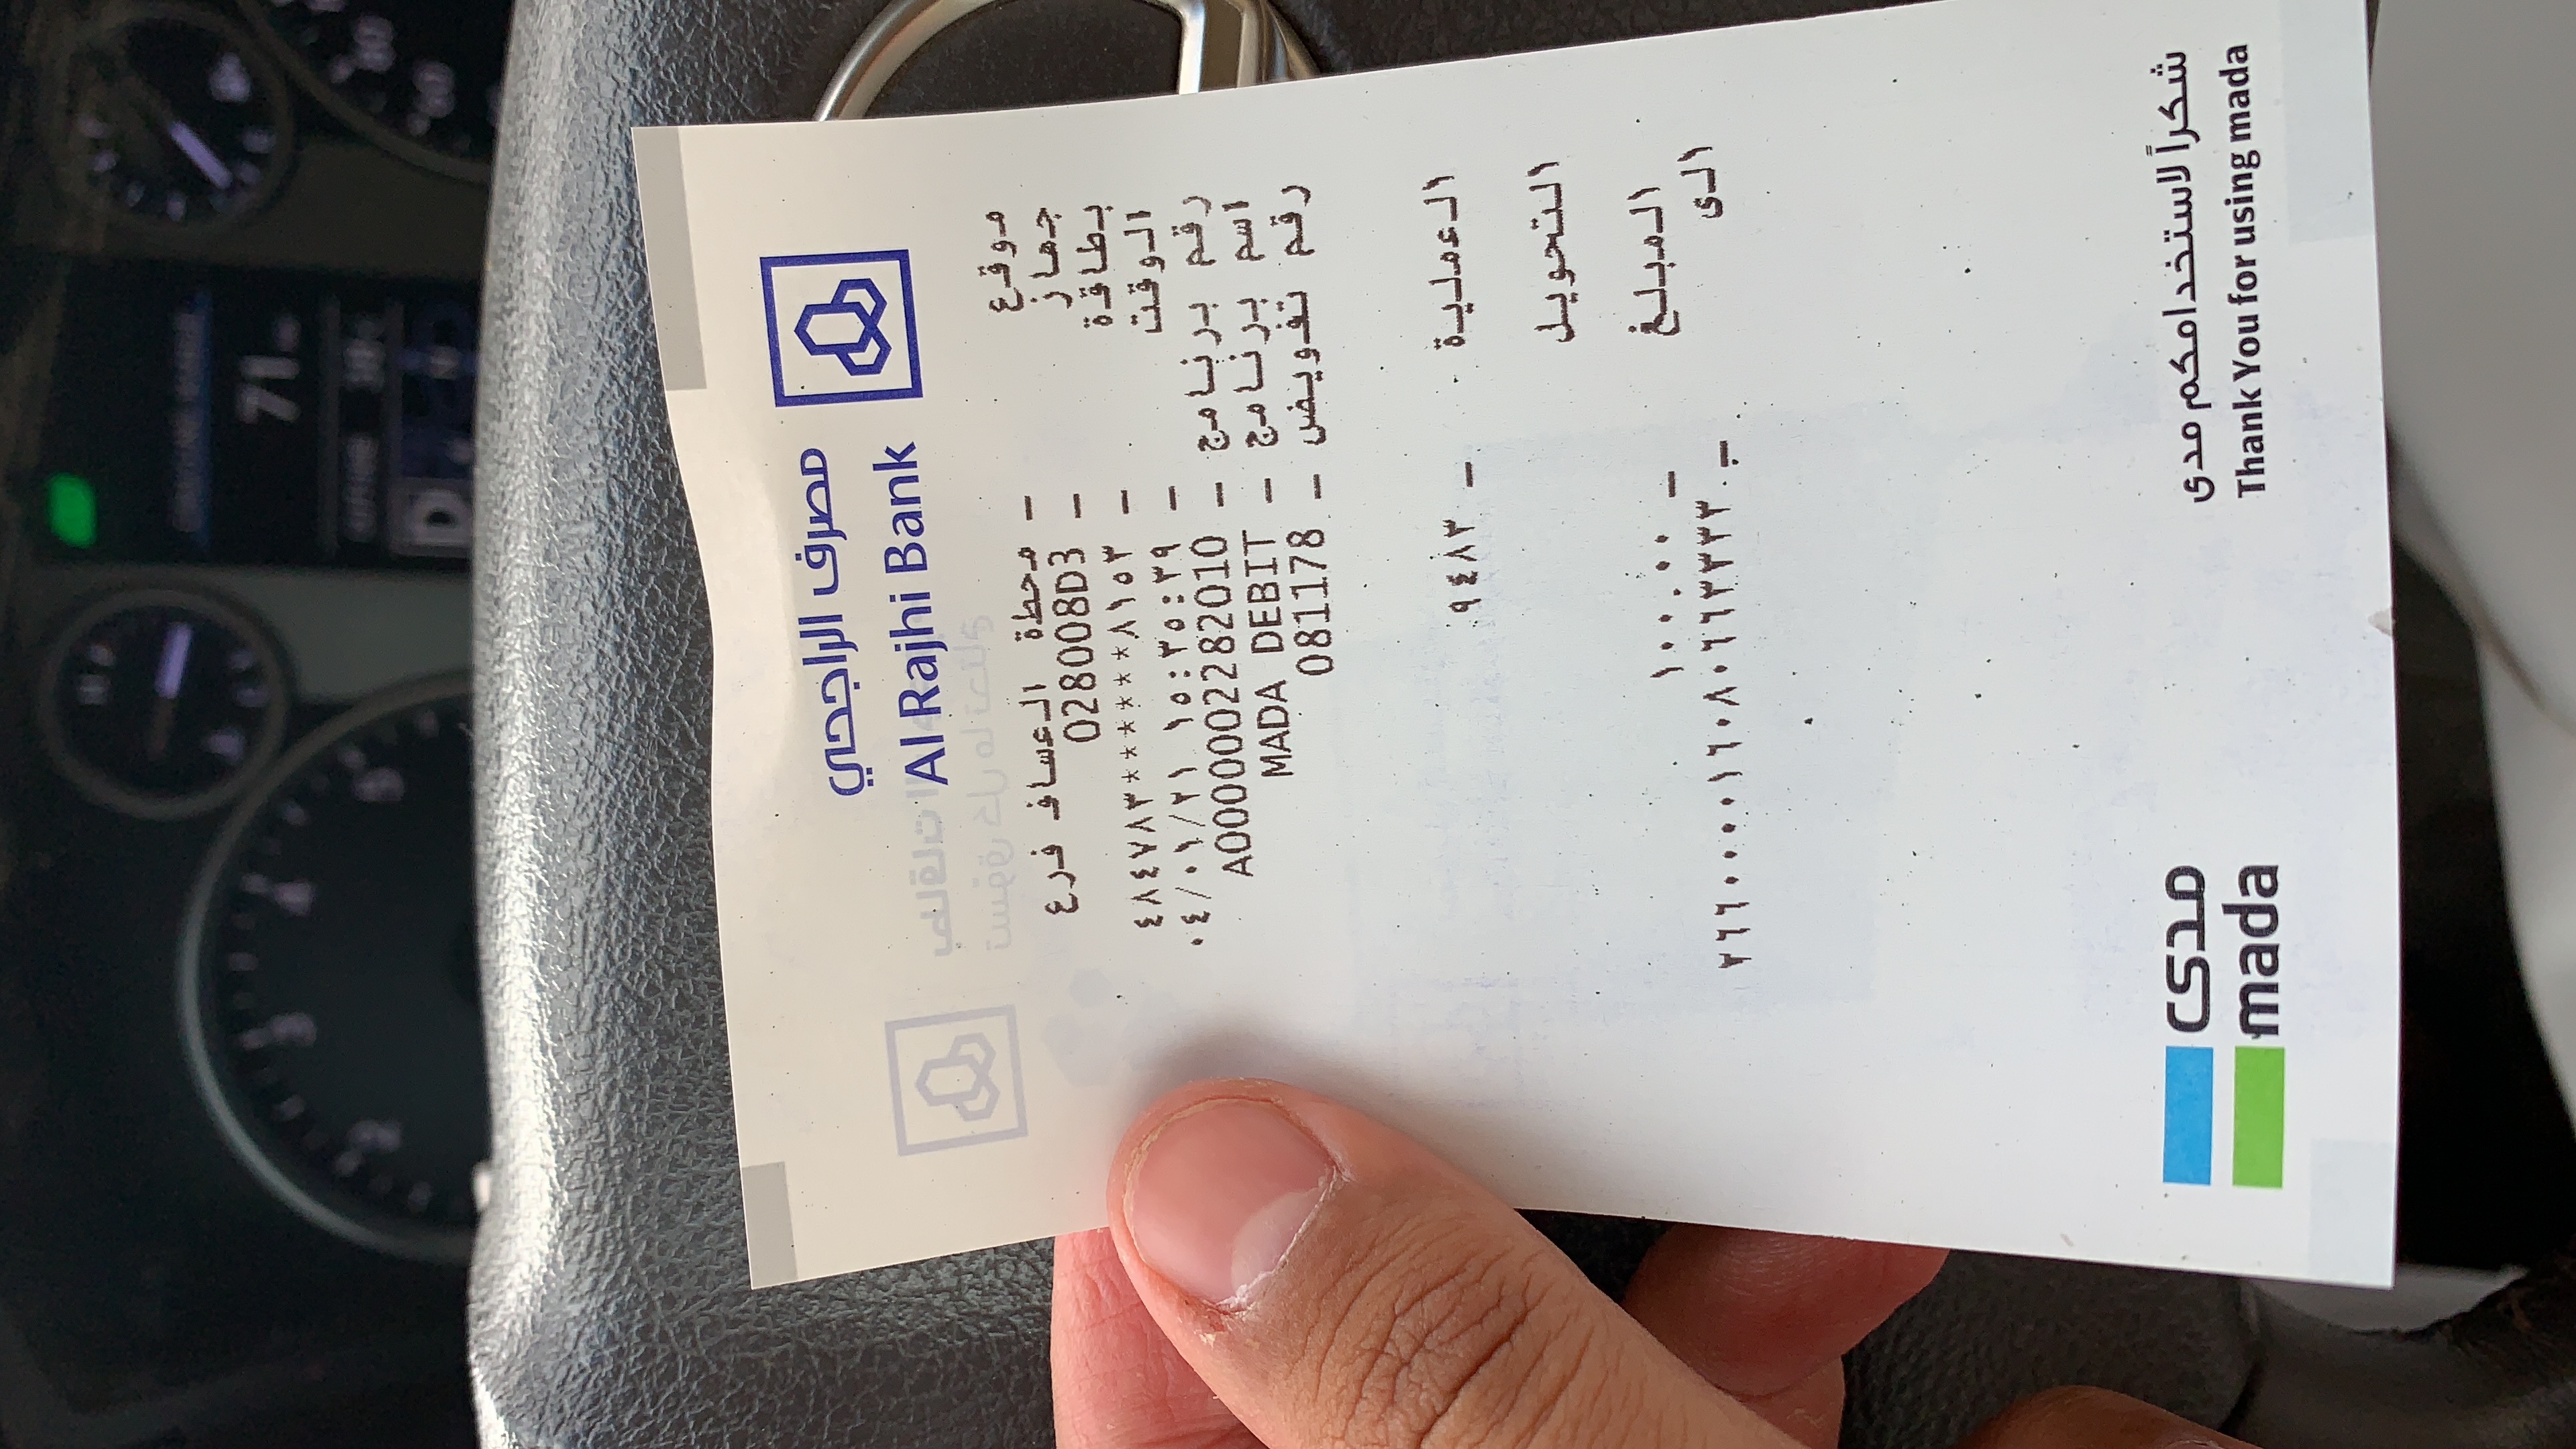 مصرف الراجحي
Al Rajhi Bank
موقع - محطة العساف فرع
جهاز - 028008D3
بطاقة - ٤٨٤٧٨٣******٨١٥٣
الوقت - ٠٤/٠١/٢١ ١٥:٣٥:٣٩
رقم برنامج - A0000002282010
اسم برنامج - MADA DEBIT
رقم تفويض - 081178
العملية - ٩٤٨٣
التحويل
المبلغ - ١٠٠.٠٠
الى -
شكراً لاستخدامكم مدى
Thank You for using mada
مدى
mada
71
D